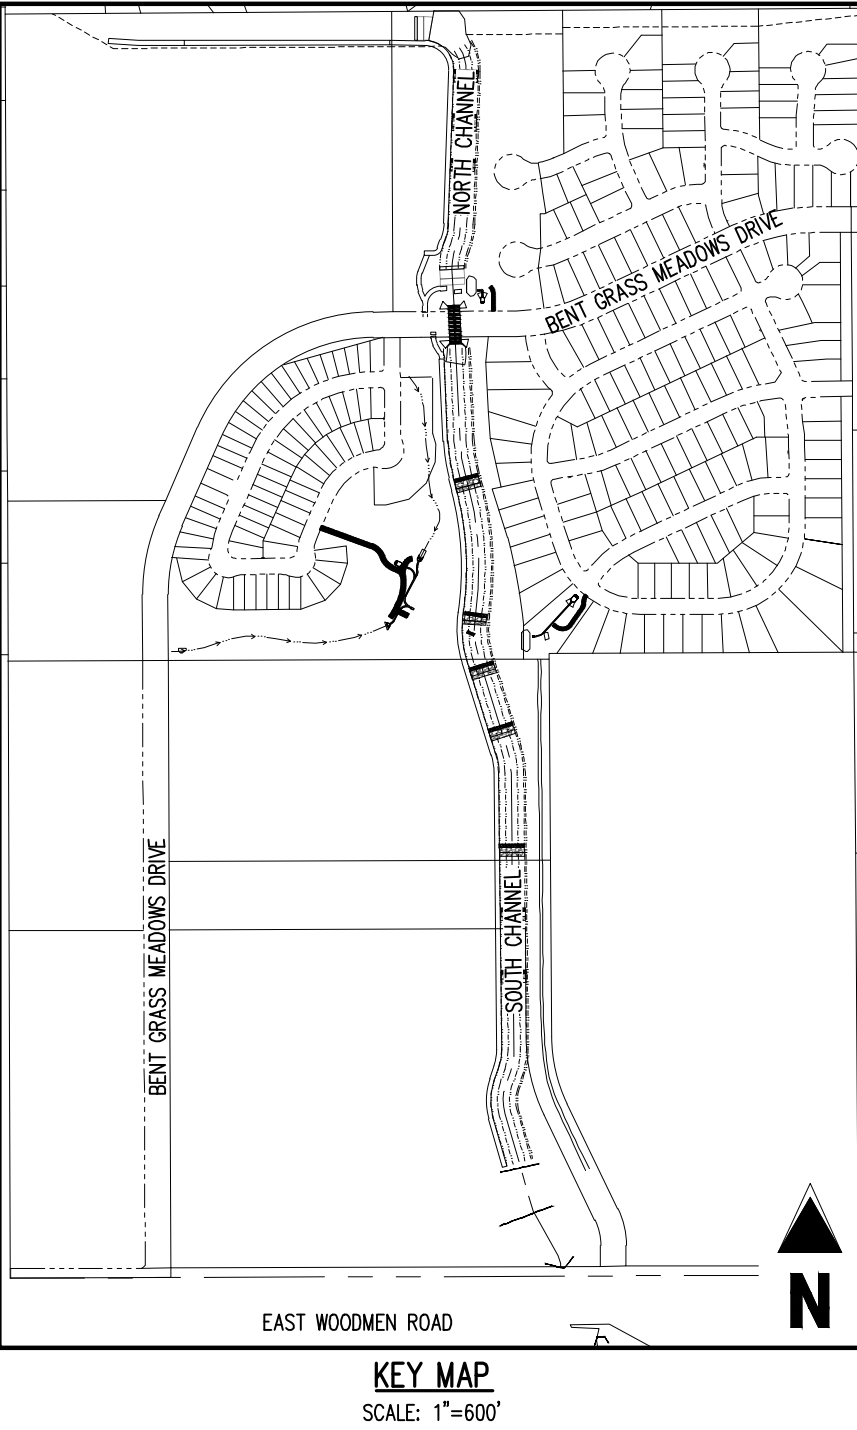 NORTH CHANNEL
BENT GRASS MEADOWS DRIVE
BENT GRASS MEADOWS DRIVE
SOUTH CHANNEL
N
EAST WOODMEN ROAD
KEY MAP
SCALE: 1"=600'